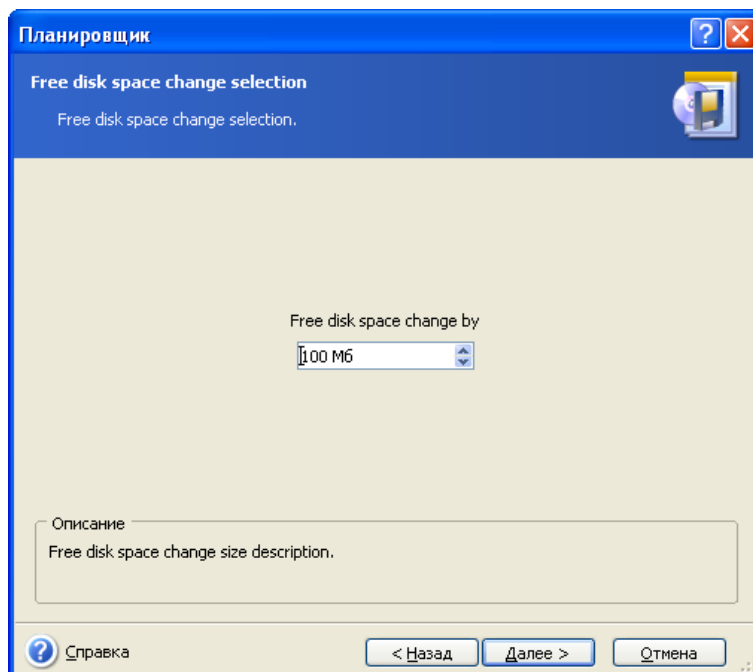 Планировщик
Free disk space change selection
Free disk space change selection.
Free disk space change by
100 Мб
Описание
Free disk space change size description.
Справка
< Назад
Далее >
Отмена